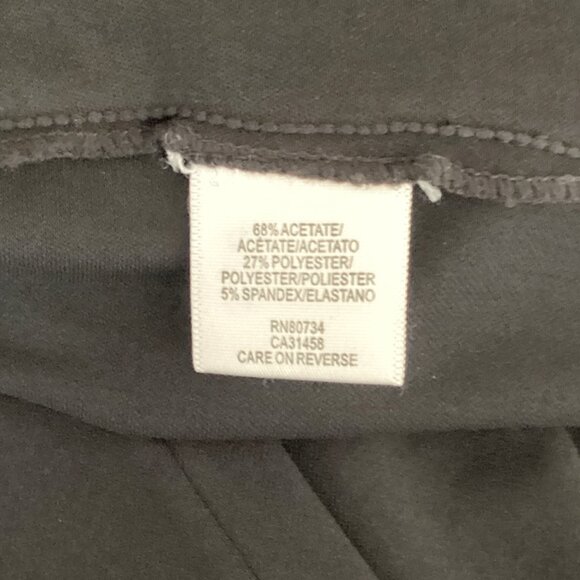 68% ACETATE/
ACÉTATE/ACETATO
27% POLYESTER/
POLYESTER/POLIESTER
5% SPANDEX/ELASTANO
RN80734
CA31458
CARE ON REVERSE